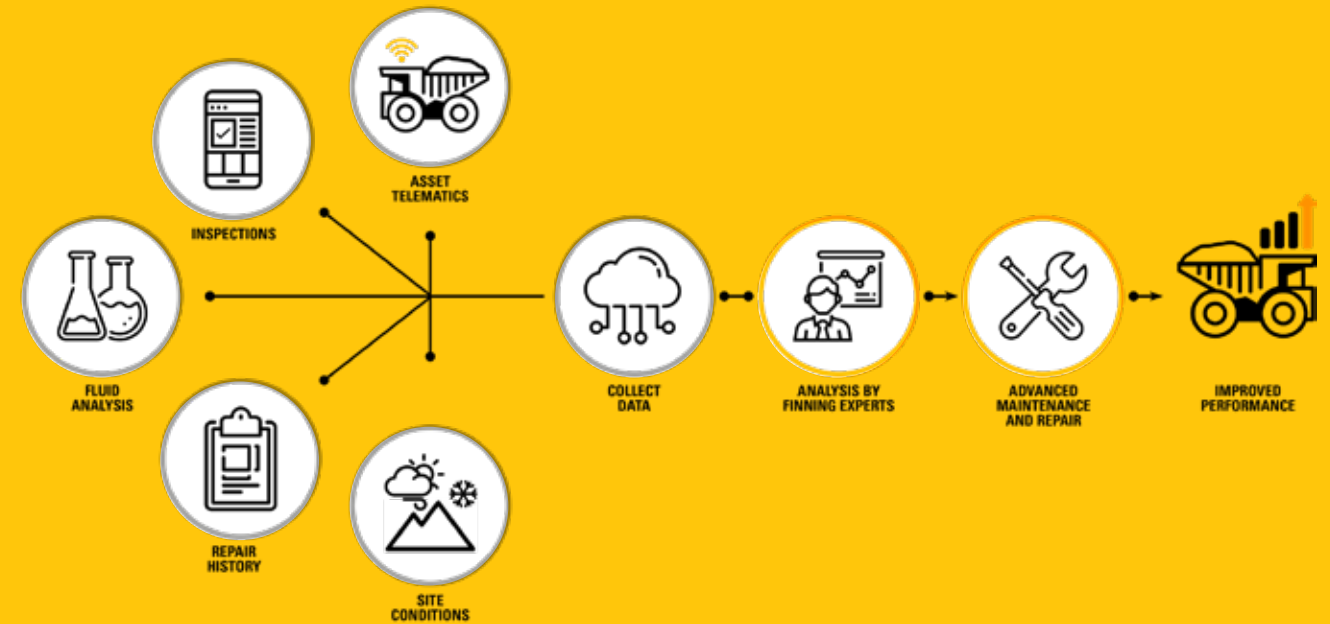 ASSET
TELEMATICS
INSPECTIONS
FLUID
ANALYSIS
REPAIR
HISTORY
SITE
CONDITIONS
COLLECT
DATA
ANALYSIS BY
FINNING EXPERTS
ADVANCED
MAINTENANCE
AND REPAIR
IMPROVED
PERFORMANCE